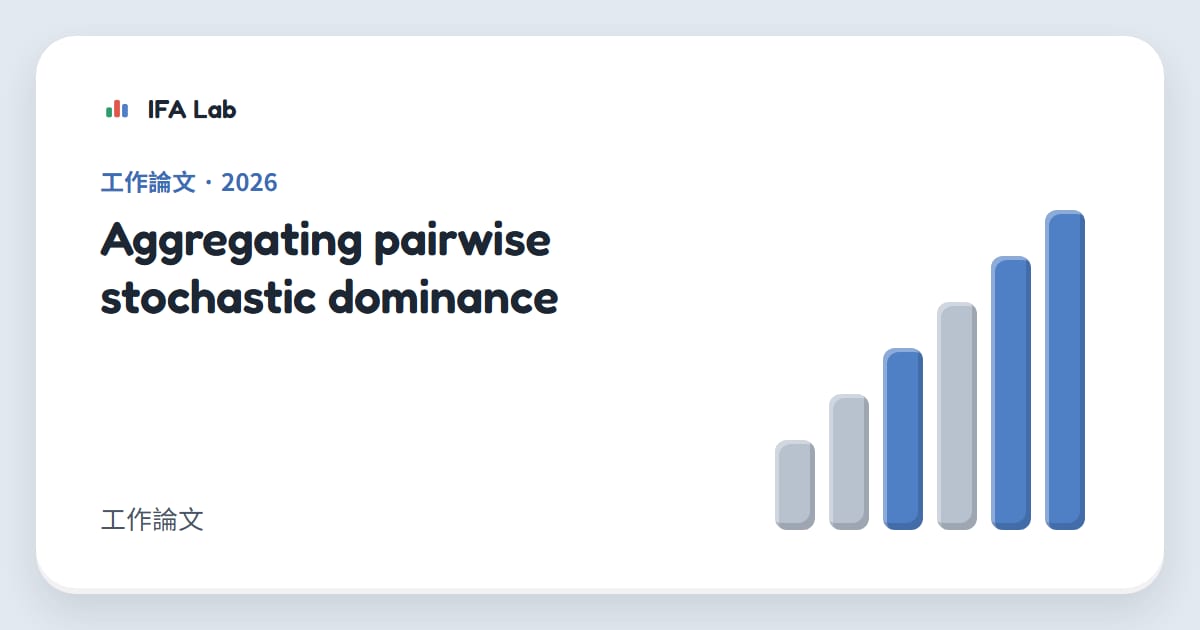 IFA Lab
工作論文 · 2026
Aggregating pairwise
stochastic dominance
工作論文